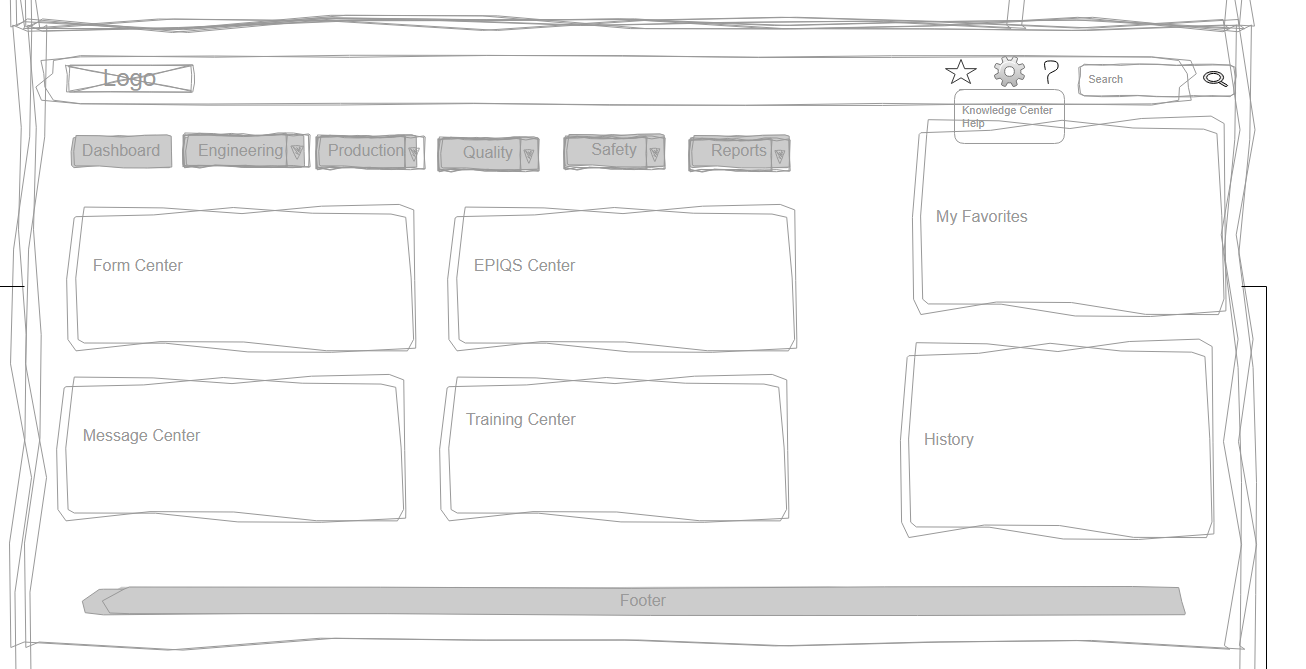 Logo
Search
Knowledge Center
Help
Dashboard
Engineering
Production
Quality
Safety
Reports
My Favorites
Form Center
EPIQS Center
Message Center
Training Center
History
Footer